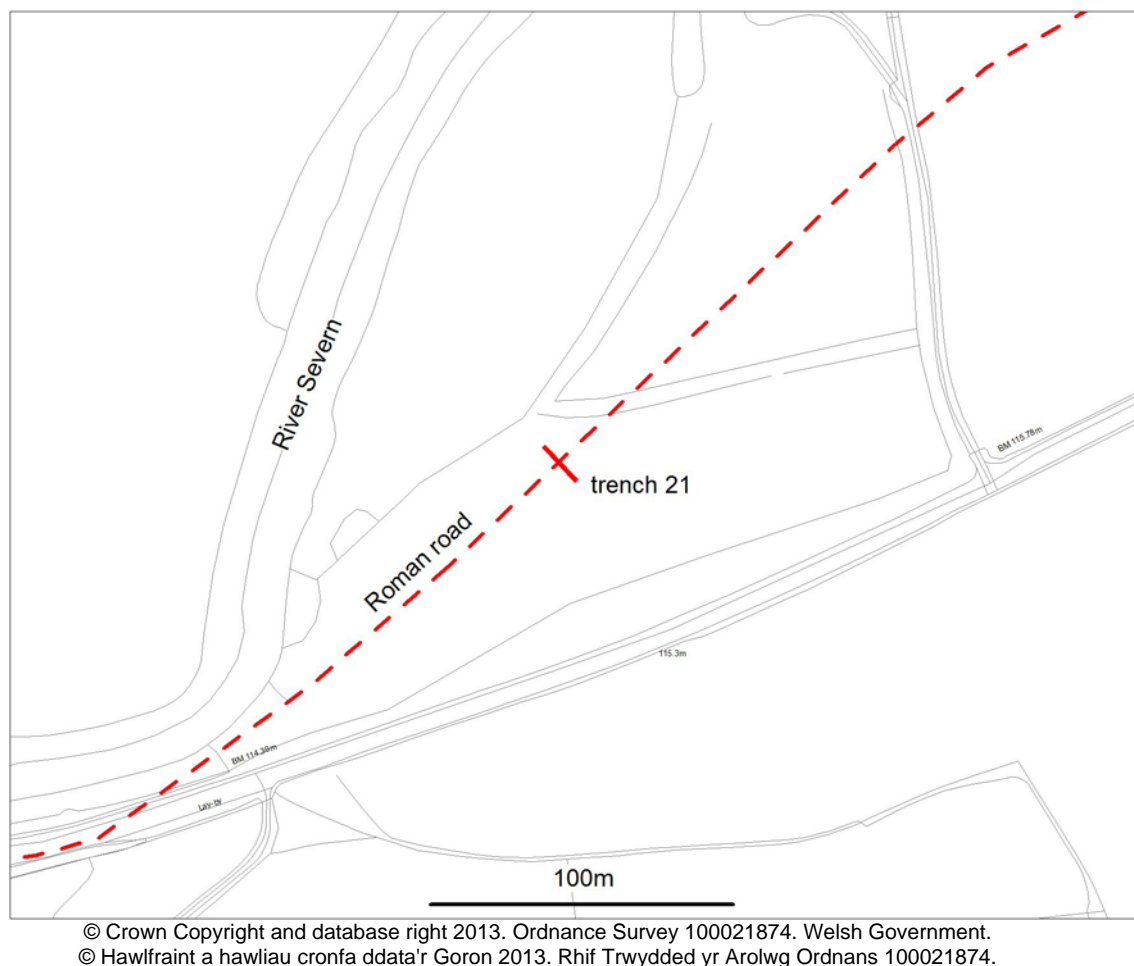 River Severn
BM 115.78m
trench 21
Roman road
115.3m
BM 114.39m
Lay-by
100m
© Crown Copyright and database right 2013. Ordnance Survey 100021874. Welsh Government.
© Hawlfraint a hawliau cronfa ddata'r Goron 2013. Rhif Trwydded yr Arolwg Ordnans 100021874.